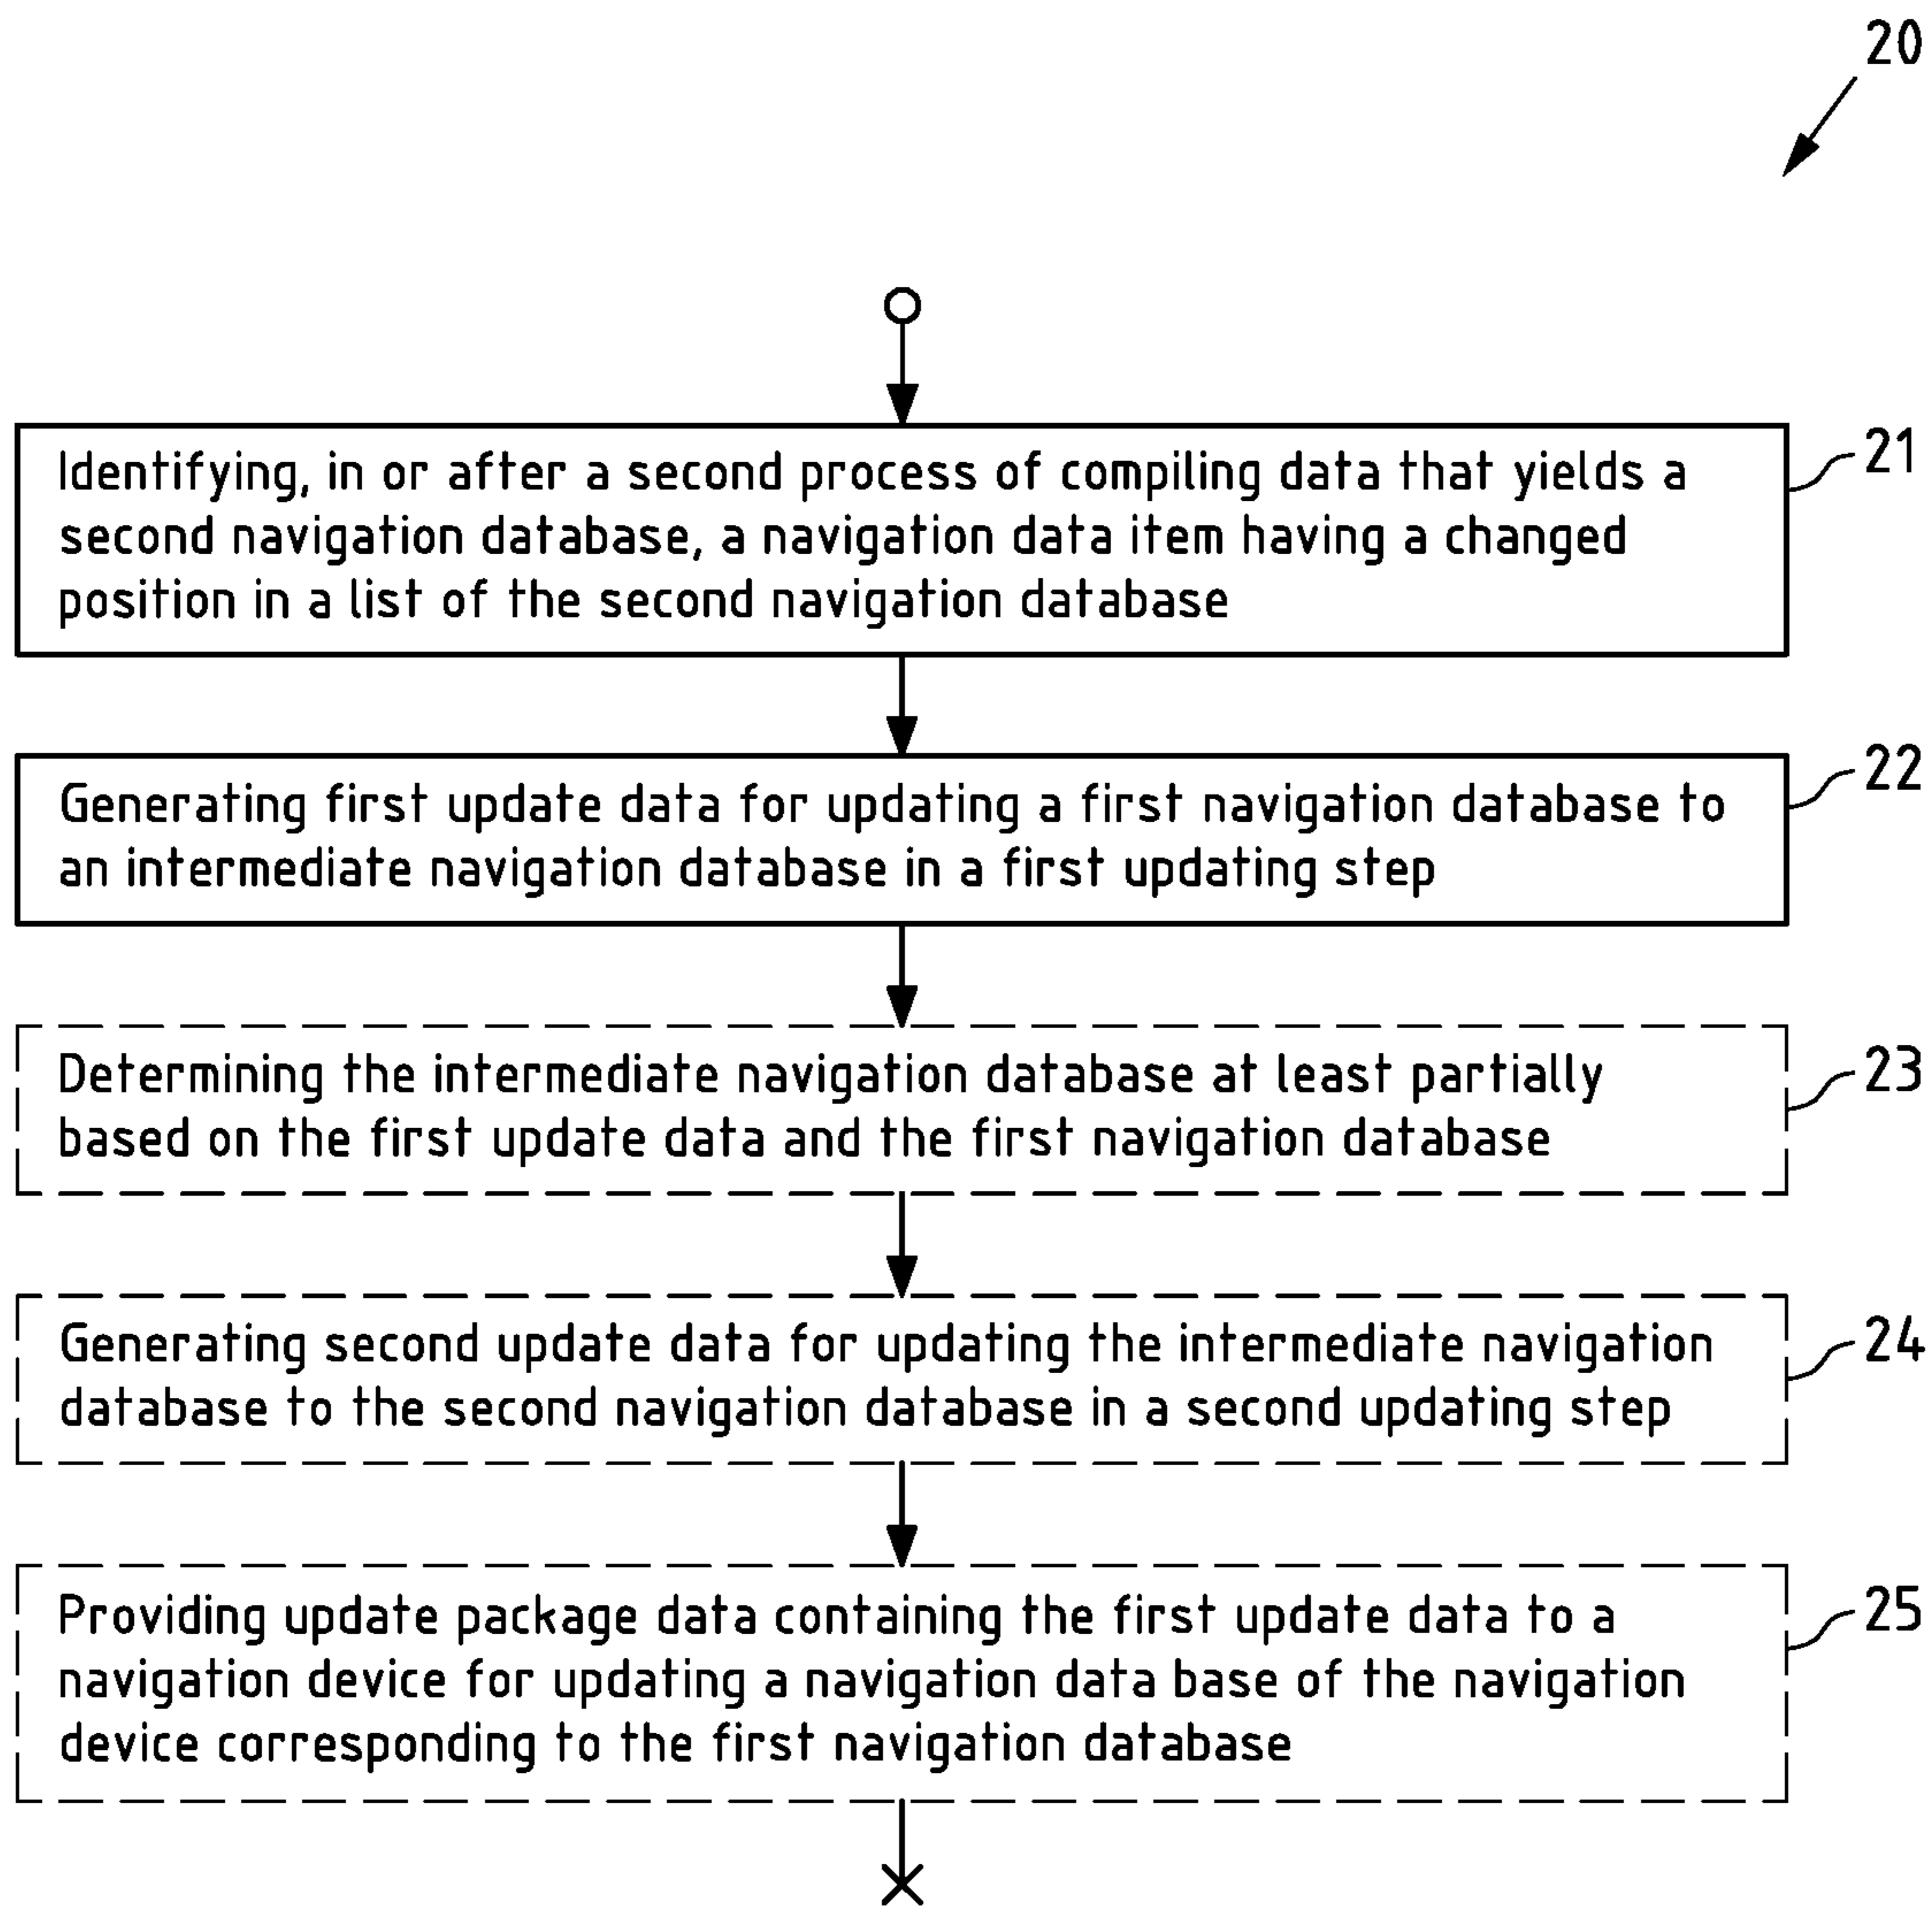 20
Identifying, in or after a second process of compiling data that yields a
second navigation database, a navigation data item having a changed
position in a list of the second navigation database
21
Generating first update data for updating a first navigation database to
an intermediate navigation database in a first updating step
22
Determining the intermediate navigation database at least partially
based on the first update data and the first navigation database
23
Generating second update data for updating the intermediate navigation
database to the second navigation database in a second updating step
24
Providing update package data containing the first update data to a
navigation device for updating a navigation data base of the navigation
device corresponding to the first navigation database
25